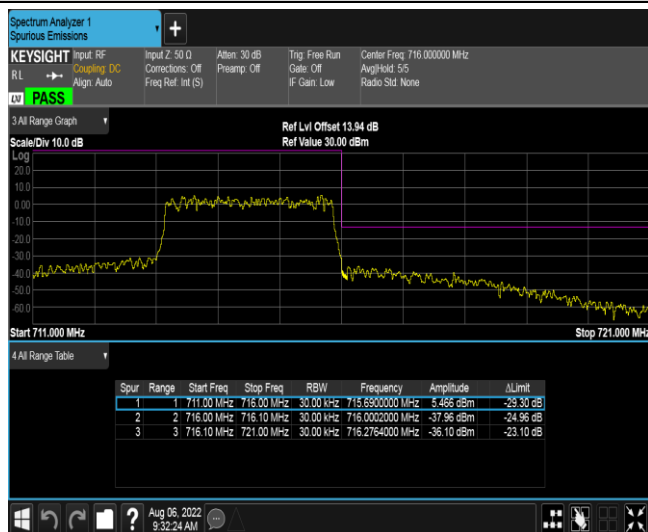 Spectrum Analyzer 1
Spurious Emissions
KEYSIGHT Input: RF Input Z: 50 Ω Atten: 30 dB Trig: Free Run Center Freq: 716.000000 MHz
RL Coupling: DC Corrections: Off Preamp: Off Gate: Off Avg|Hold: 5/5
Align: Auto Freq Ref: Int (S) IF Gain: Low Radio Std: None
LXI PASS
3 All Range Graph
Ref Lvl Offset 13.94 dB
Scale/Div 10.0 dB Ref Value 30.00 dBm
Log
20.0
10.0
0.00
-10.0
-20.0
-30.0
-40.0
-50.0
-60.0
Start 711.000 MHz Stop 721.000 MHz
4 All Range Table
Spur Range Start Freq Stop Freq RBW Frequency Amplitude ΔLimit
1 1 711.00 MHz 716.00 MHz 30.00 kHz 715.6900000 MHz 5.466 dBm -29.30 dB
2 2 716.00 MHz 716.10 MHz 30.00 kHz 716.0002000 MHz -37.96 dBm -24.96 dB
3 3 716.10 MHz 721.00 MHz 30.00 kHz 716.2764000 MHz -36.10 dBm -23.10 dB
Aug 06, 2022
9:32:24 AM